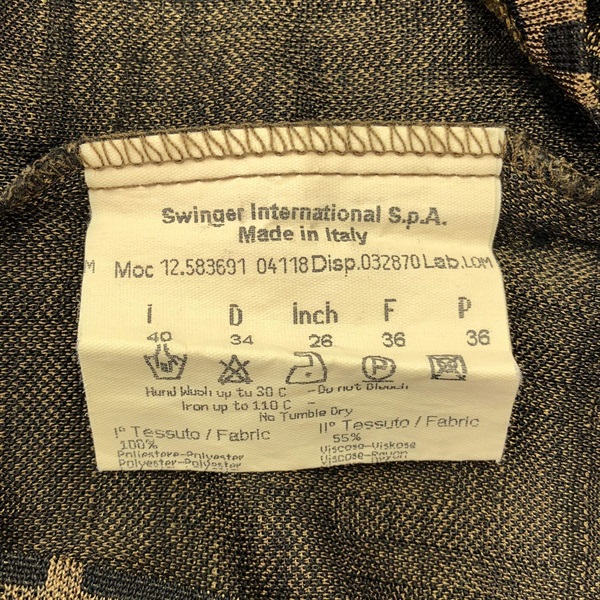 Swinger International S.p.A.
Made in Italy
M Moc 12.583691 04118 Disp.032870 Lab.LOM
I D Inch F P
40 34 26 36 36
P
Hand Wash up to 30 C - Do not Bleach
Iron up to 110 C -
No Tumble Dry
I° Tessuto / Fabric II° Tessuto / Fabric
100% 55%
Poliestere-Polyester Viscosa-Viskose
Polyester-Polyester Viscose-Rayon